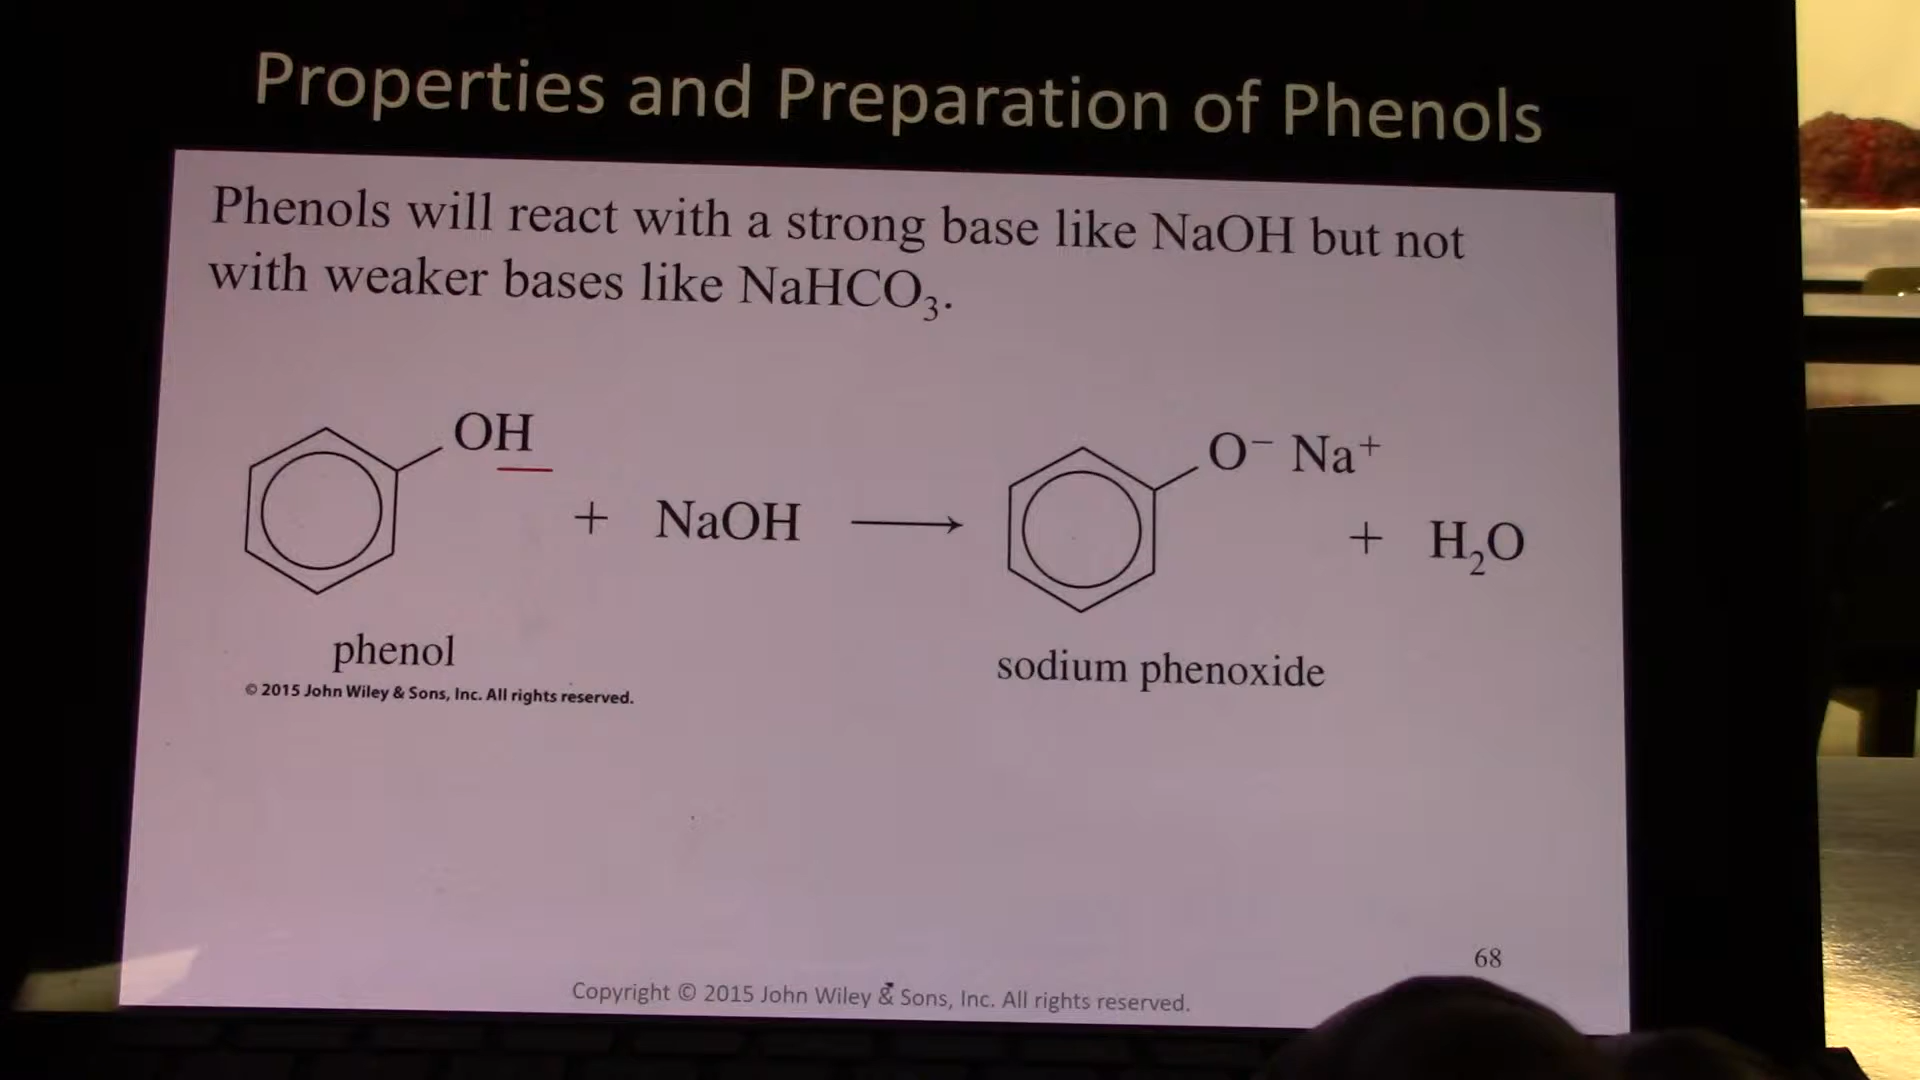 Properties and Preparation of Phenols
Phenols will react with a strong base like NaOH but not
with weaker bases like NaHCO₃.
OH
+ NaOH ⟶
O⁻ Na⁺
+ H₂O
phenol
sodium phenoxide
© 2015 John Wiley & Sons, Inc. All rights reserved.
68
Copyright © 2015 John Wiley & Sons, Inc. All rights reserved.